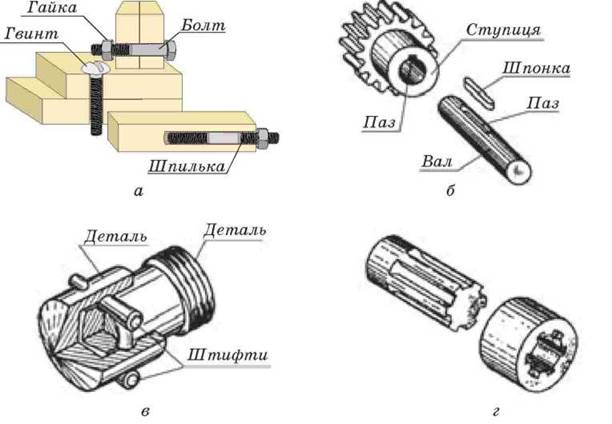 Гайка
Гвинт
Болт
Шпилька
а
Ступиця
Шпонка
Паз
Паз
Вал
б
Деталь
Деталь
Штифти
в
г